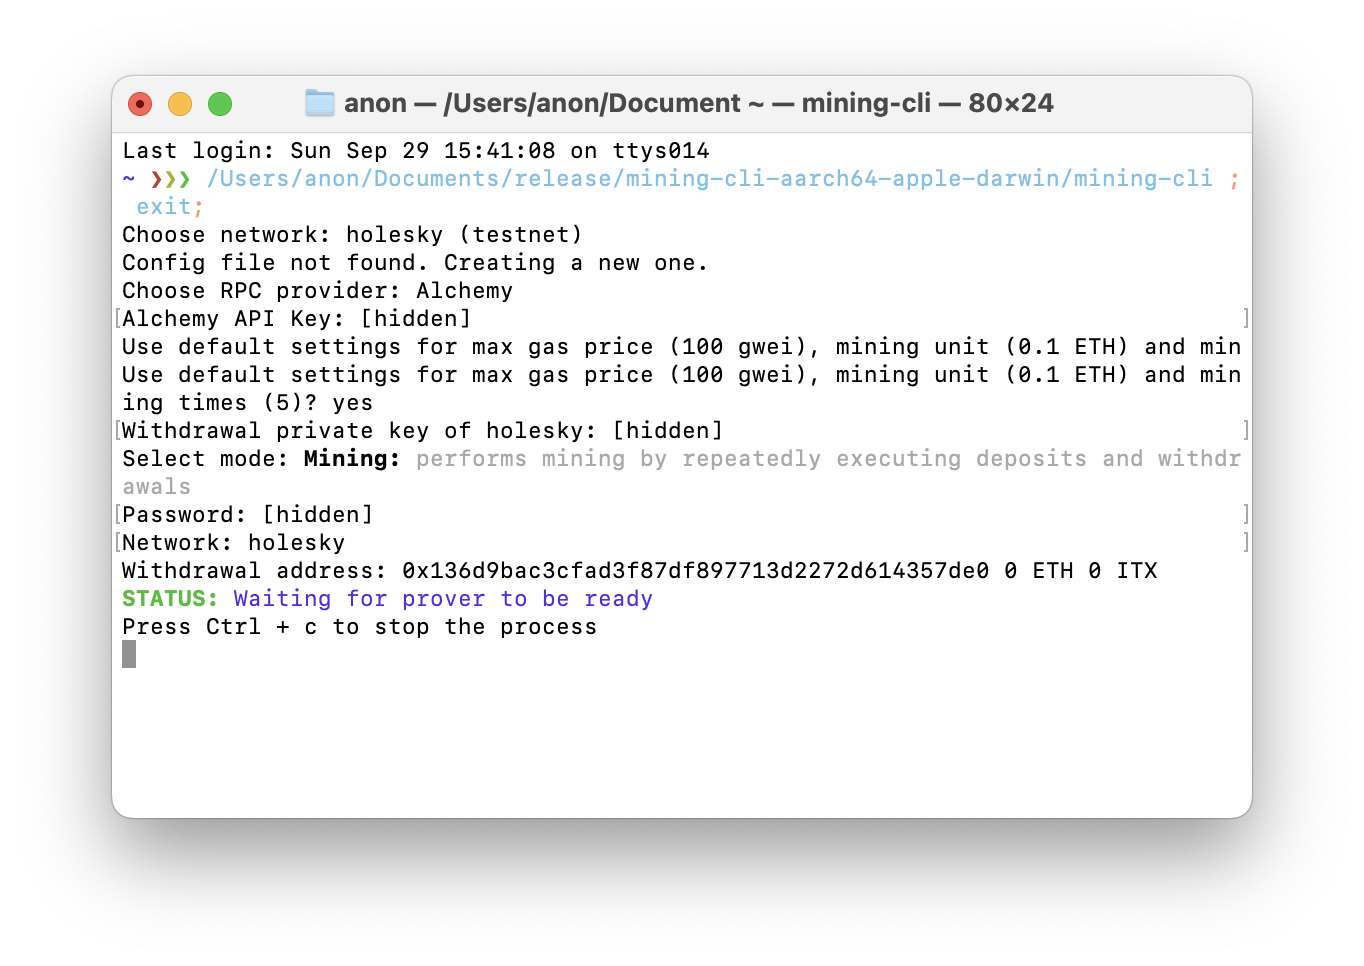 anon — /Users/anon/Document ~ — mining-cli — 80×24
Last login: Sun Sep 29 15:41:08 on ttys014
~ ❯❯❯ /Users/anon/Documents/release/mining-cli-aarch64-apple-darwin/mining-cli ;
exit;
Choose network: holesky (testnet)
Config file not found. Creating a new one.
Choose RPC provider: Alchemy
[Alchemy API Key: [hidden] ]
Use default settings for max gas price (100 gwei), mining unit (0.1 ETH) and min
Use default settings for max gas price (100 gwei), mining unit (0.1 ETH) and min
ing times (5)? yes
[Withdrawal private key of holesky: [hidden] ]
Select mode: Mining: performs mining by repeatedly executing deposits and withdr
awals
[Password: [hidden] ]
[Network: holesky ]
Withdrawal address: 0x136d9bac3cfad3f87df897713d2272d614357de0 0 ETH 0 ITX
STATUS: Waiting for prover to be ready
Press Ctrl + c to stop the process